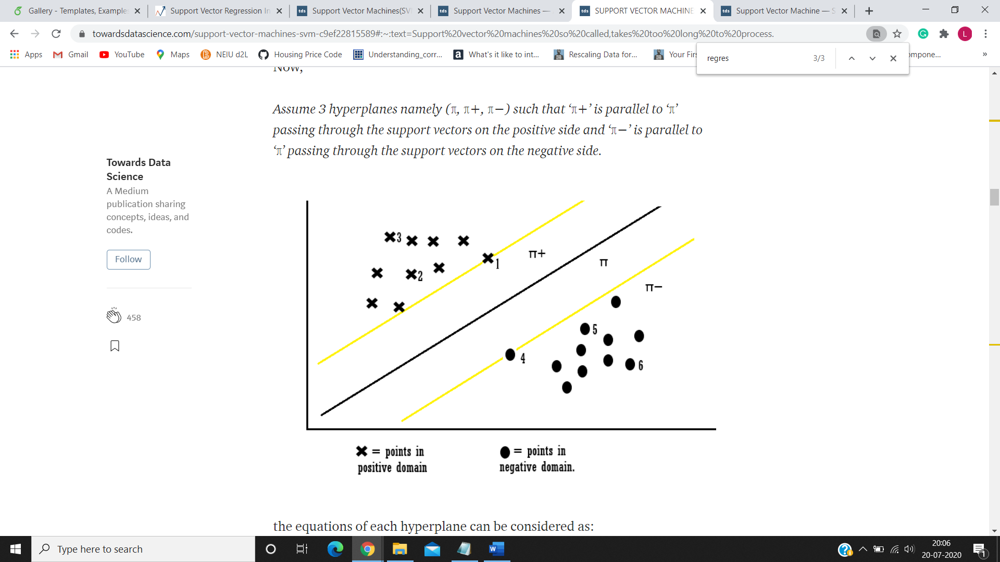 Gallery - Templates, Example
Support Vector Regression In
tds Support Vector Machines(SV
tds Support Vector Machines —
tds SUPPORT VECTOR MACHINE
tds Support Vector Machine — S
towardsdatascience.com/support-vector-machines-svm-c9ef22815589#:~:text=Support%20vector%20machines%20so%20called,takes%20too%20long%20to%20process.
L
Apps Gmail YouTube Maps NEIU d2L Housing Price Code Understanding_corr... a What's it like to int... Rescaling Data for... Your Firs ompone... »
regres 3/3
Now,
Assume 3 hyperplanes namely (π, π+, π−) such that ‘π+’ is parallel to ‘π’
passing through the support vectors on the positive side and ‘π−’ is parallel to
‘π’ passing through the support vectors on the negative side.
Towards Data
Science
A Medium
publication sharing
concepts, ideas, and
codes.
Follow
458
3
1
π+
π
2
π−
5
4
6
✖ = points in
positive domain
● = points in
negative domain.
the equations of each hyperplane can be considered as:
Type here to search
W
20:06
20-07-2020
1